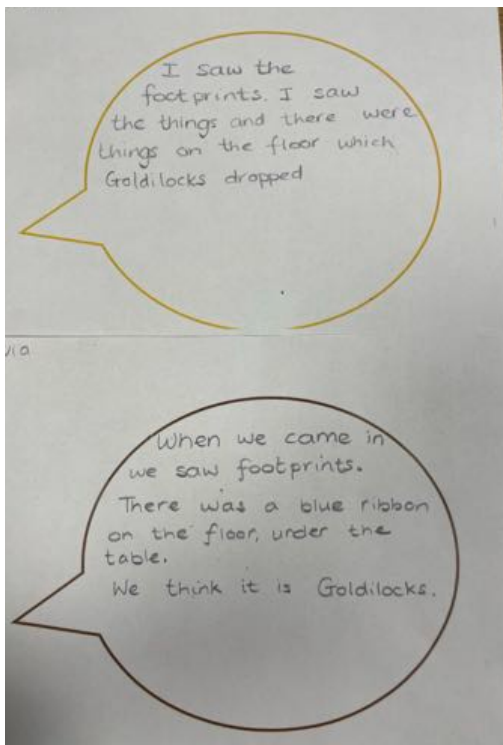 I saw the
footprints. I saw
the things and there were
things on the floor which
Goldilocks dropped
via
When we came in
we saw footprints.
There was a blue ribbon
on the floor, under the
table.
We think it is Goldilocks.